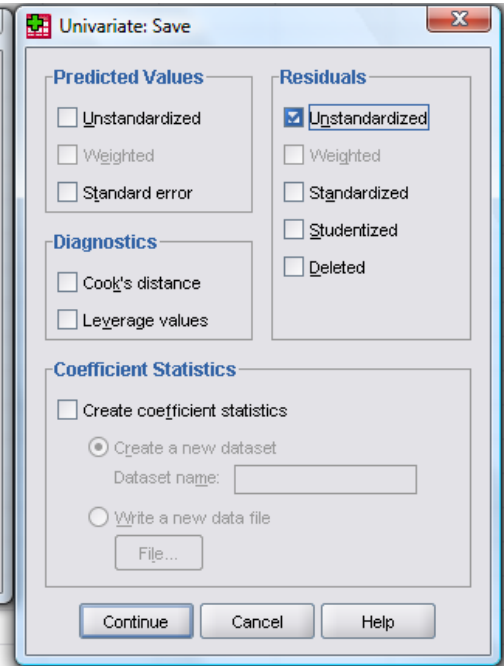 Univariate: Save
Predicted Values
Unstandardized
Weighted
Standard error
Diagnostics
Cook's distance
Leverage values
Residuals
Unstandardized
Weighted
Standardized
Studentized
Deleted
Coefficient Statistics
Create coefficient statistics
Create a new dataset
Dataset name:
Write a new data file
File...
Continue Cancel Help